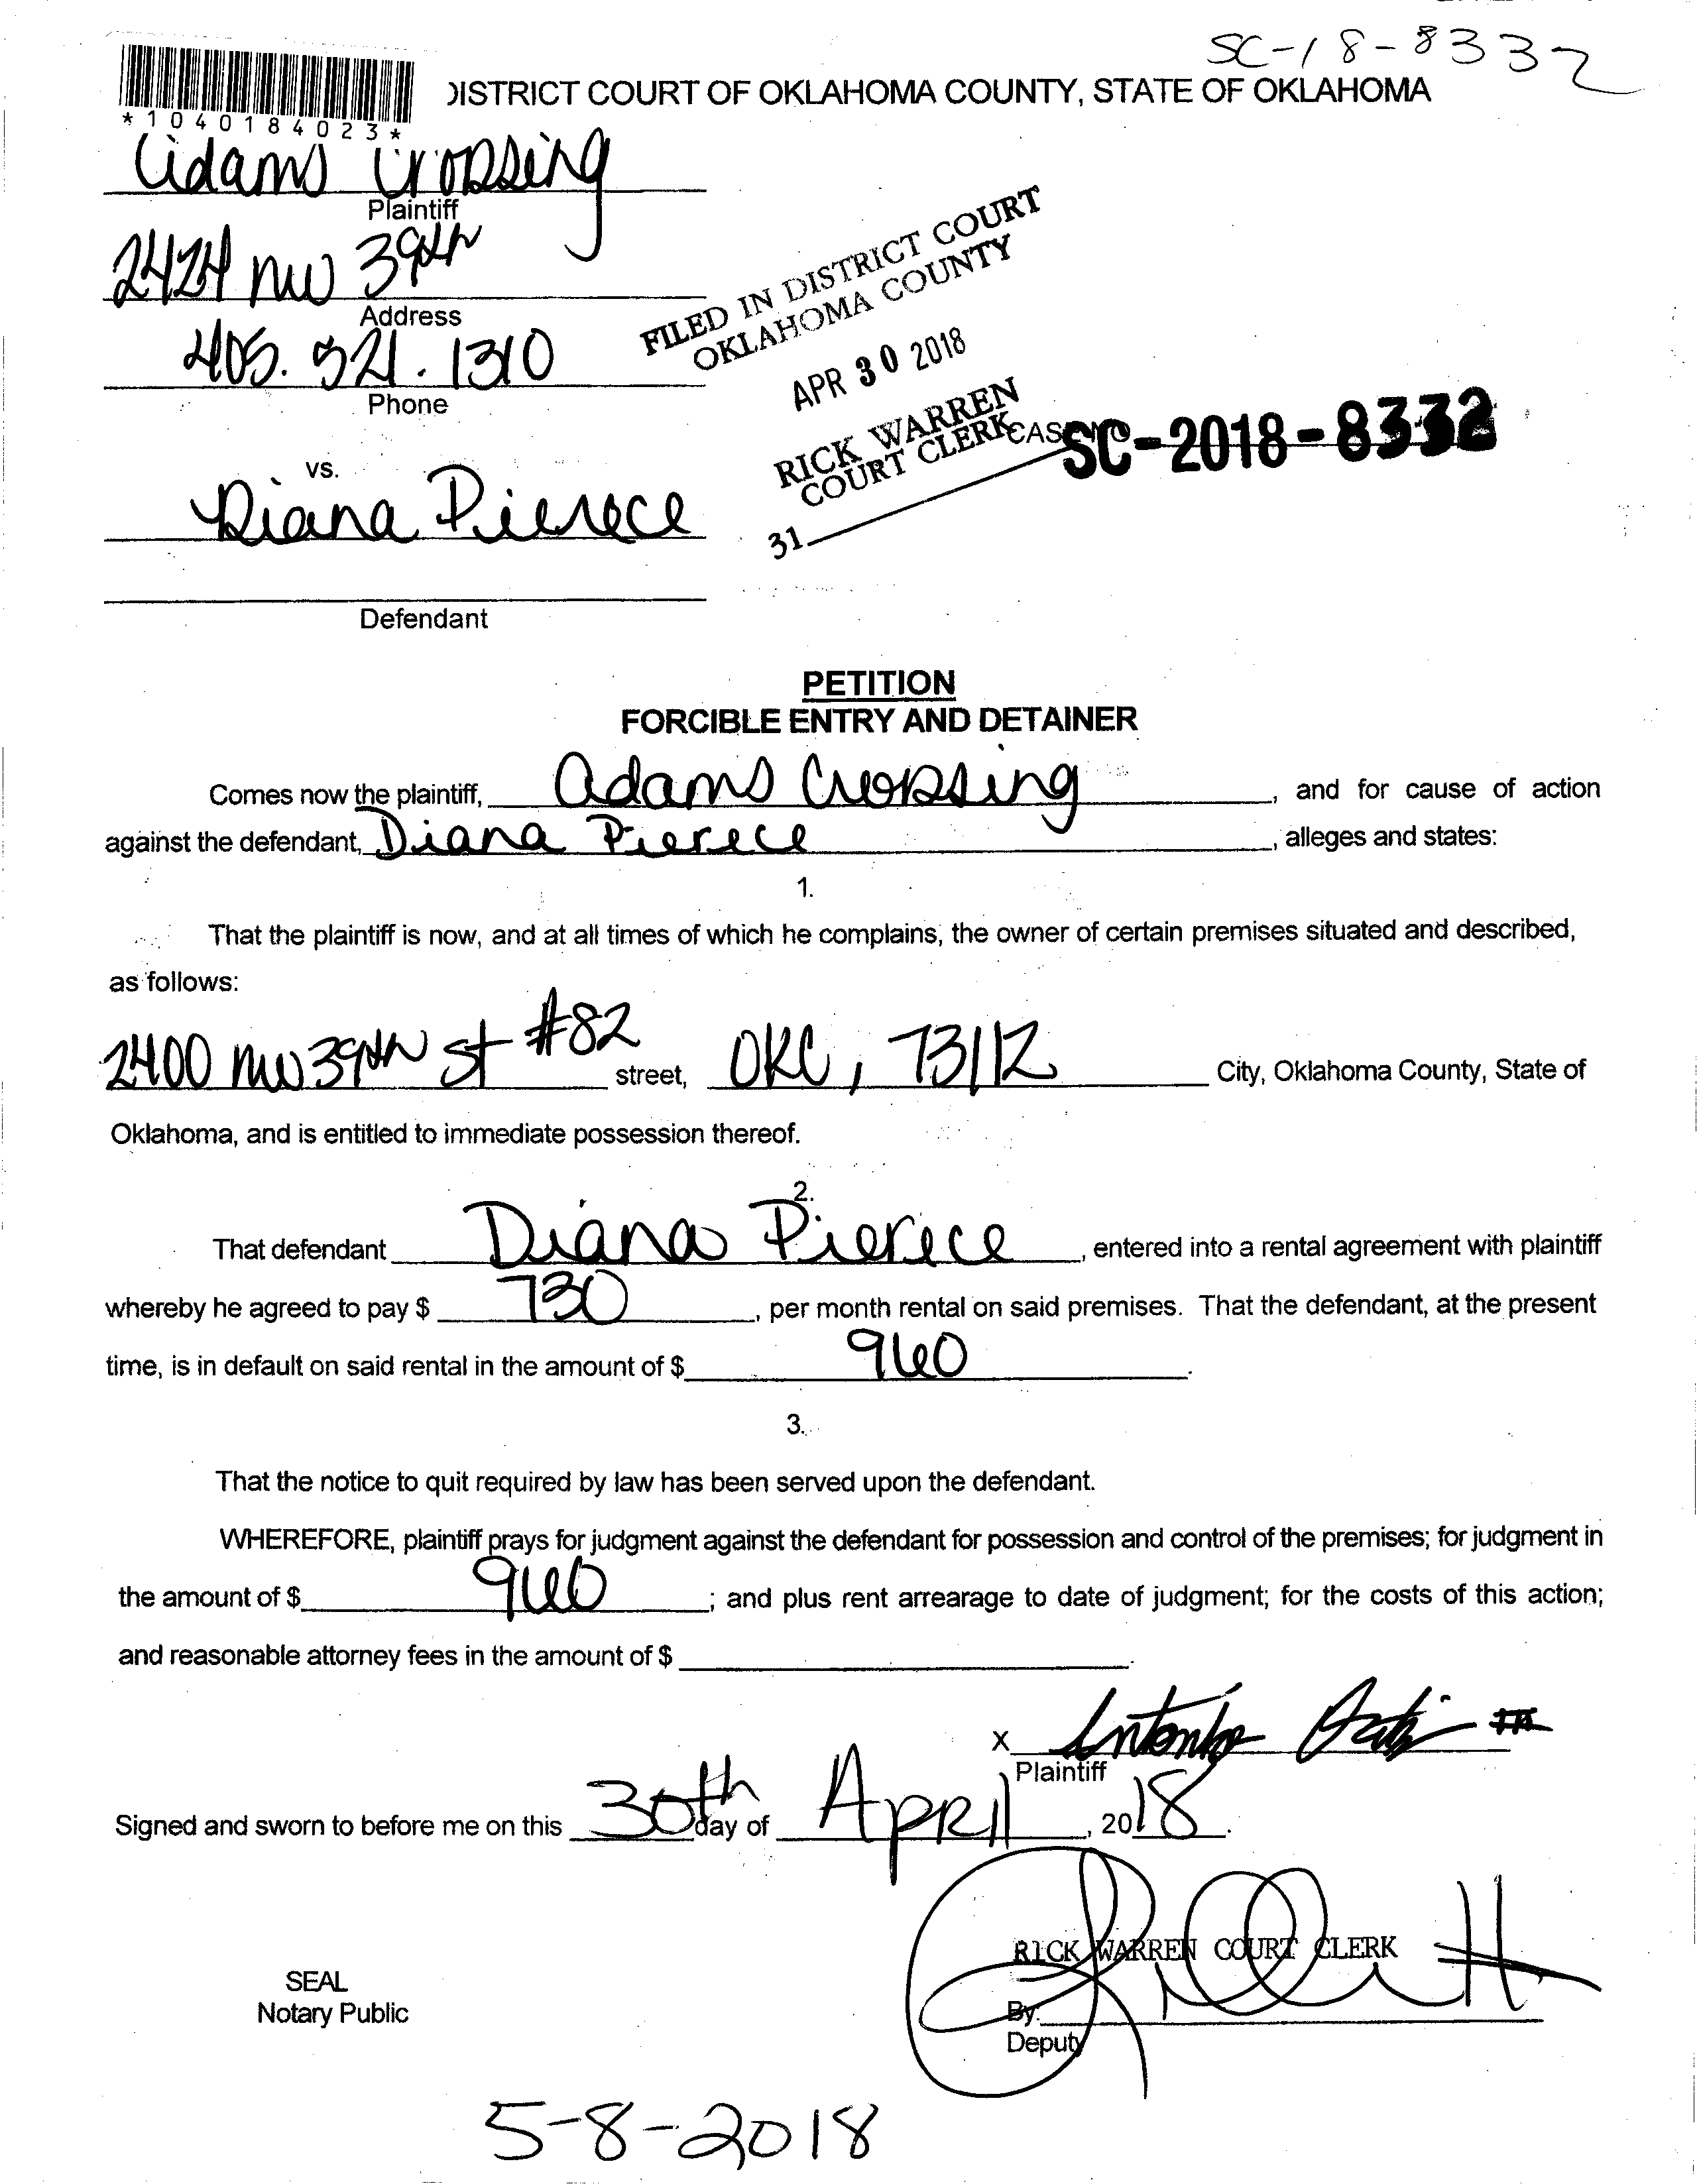 SC-18-8332
*1040184023*
DISTRICT COURT OF OKLAHOMA COUNTY, STATE OF OKLAHOMA
Adams Crossing
Plaintiff
2424 NW 39th
Address
405.521.1310
Phone
FILED IN DISTRICT COURT
OKLAHOMA COUNTY
APR 30 2018
RICK WARREN
COURT CLERK
31
CAS SC-2018-8332
vs.
Diana Pierece
Defendant
PETITION
FORCIBLE ENTRY AND DETAINER
Comes now the plaintiff, Adams Crossing, and for cause of action
against the defendant, Diana Pierece, alleges and states:
1.
That the plaintiff is now, and at all times of which he complains, the owner of certain premises situated and described,
as follows:
2400 NW 39th St #82 street, OKC, 73112 City, Oklahoma County, State of
Oklahoma, and is entitled to immediate possession thereof.
2.
That defendant Diana Pierece, entered into a rental agreement with plaintiff
whereby he agreed to pay $ 730, per month rental on said premises. That the defendant, at the present
time, is in default on said rental in the amount of $ 960.
3.
That the notice to quit required by law has been served upon the defendant.
WHEREFORE, plaintiff prays for judgment against the defendant for possession and control of the premises; for judgment in
the amount of $ 960; and plus rent arrearage to date of judgment; for the costs of this action;
and reasonable attorney fees in the amount of $
X
Plaintiff
Signed and sworn to before me on this 30th day of April, 2018.
RICK WARREN COURT CLERK
SEAL
Notary Public
By:
Deputy
5-8-2018